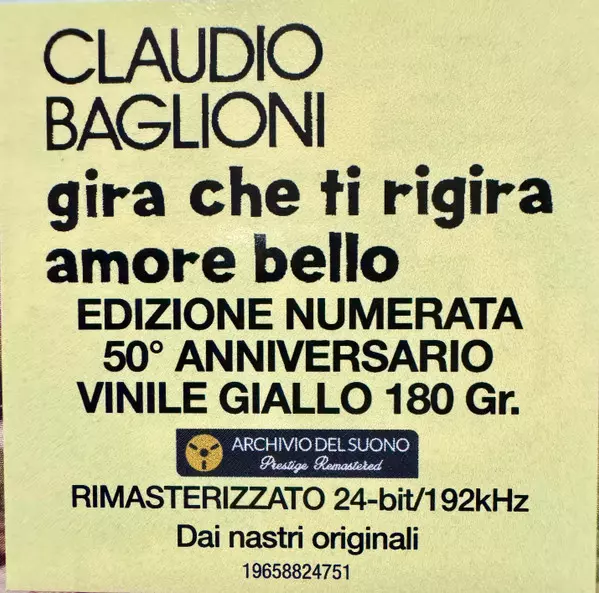 CLAUDIO
BAGLIONI
gira che ti rigira
amore bello
EDIZIONE NUMERATA
50° ANNIVERSARIO
VINILE GIALLO 180 Gr.
ARCHIVIO DEL SUONO
Prestige Remastered
RIMASTERIZZATO 24-bit/192kHz
Dai nastri originali
19658824751